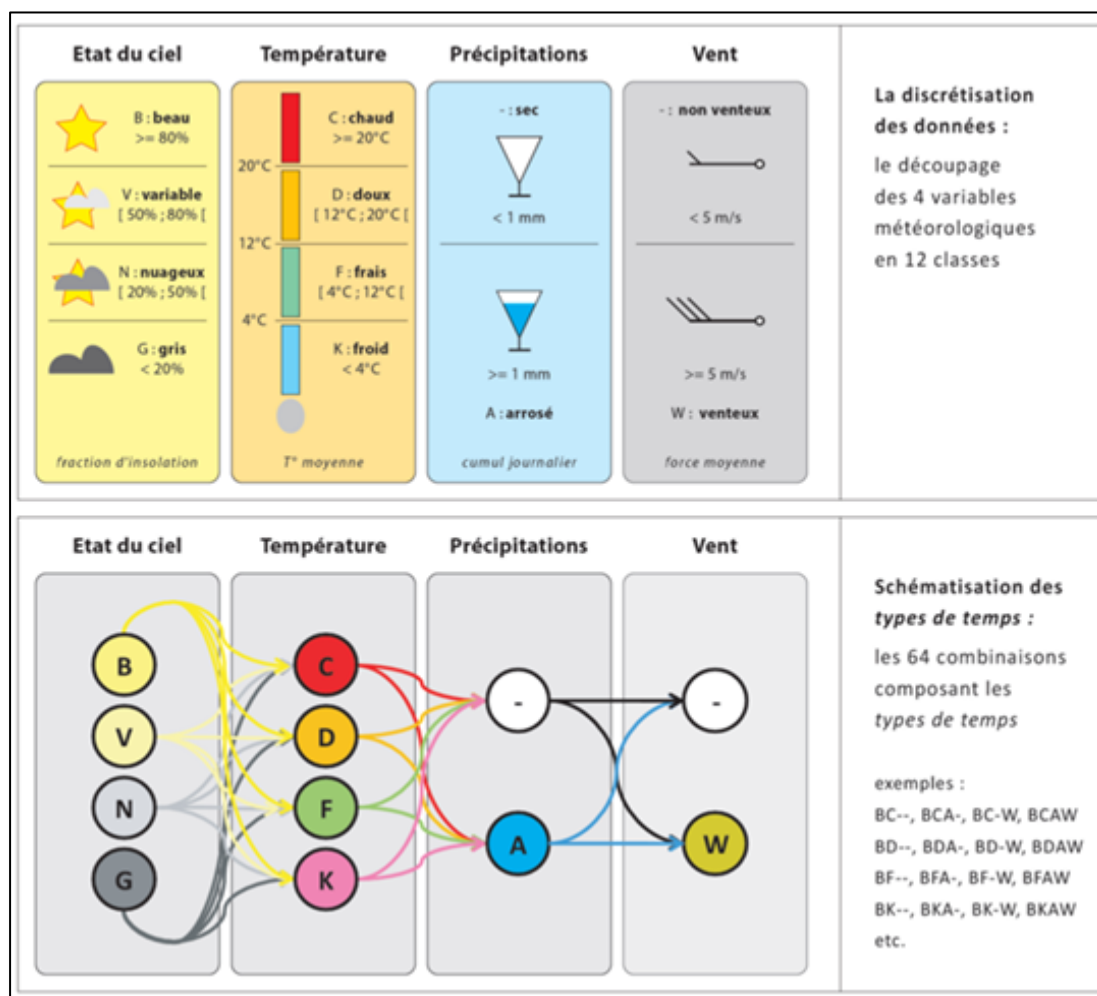 Etat du ciel
Température
Précipitations
Vent
B : beau
>= 80%
V : variable
[ 50% ; 80% [
N : nuageux
[ 20% ; 50% [
G : gris
< 20%
fraction d'insolation
C : chaud
>= 20°C
20°C
D : doux
[ 12°C ; 20°C [
12°C
F : frais
[ 4°C ; 12°C [
4°C
K : froid
< 4°C
T° moyenne
- : sec
< 1 mm
>= 1 mm
A : arrosé
cumul journalier
- : non venteux
< 5 m/s
>= 5 m/s
W : venteux
force moyenne
La discrétisation
des données :
le découpage
des 4 variables
météorologiques
en 12 classes
Etat du ciel
Température
Précipitations
Vent
B
V
N
G
C
D
F
K
-
A
-
W
Schématisation des
types de temps :
les 64 combinaisons
composant les
types de temps
exemples :
BC--, BCA-, BC-W, BCAW
BD--, BDA-, BD-W, BDAW
BF--, BFA-, BF-W, BFAW
BK--, BKA-, BK-W, BKAW
etc.